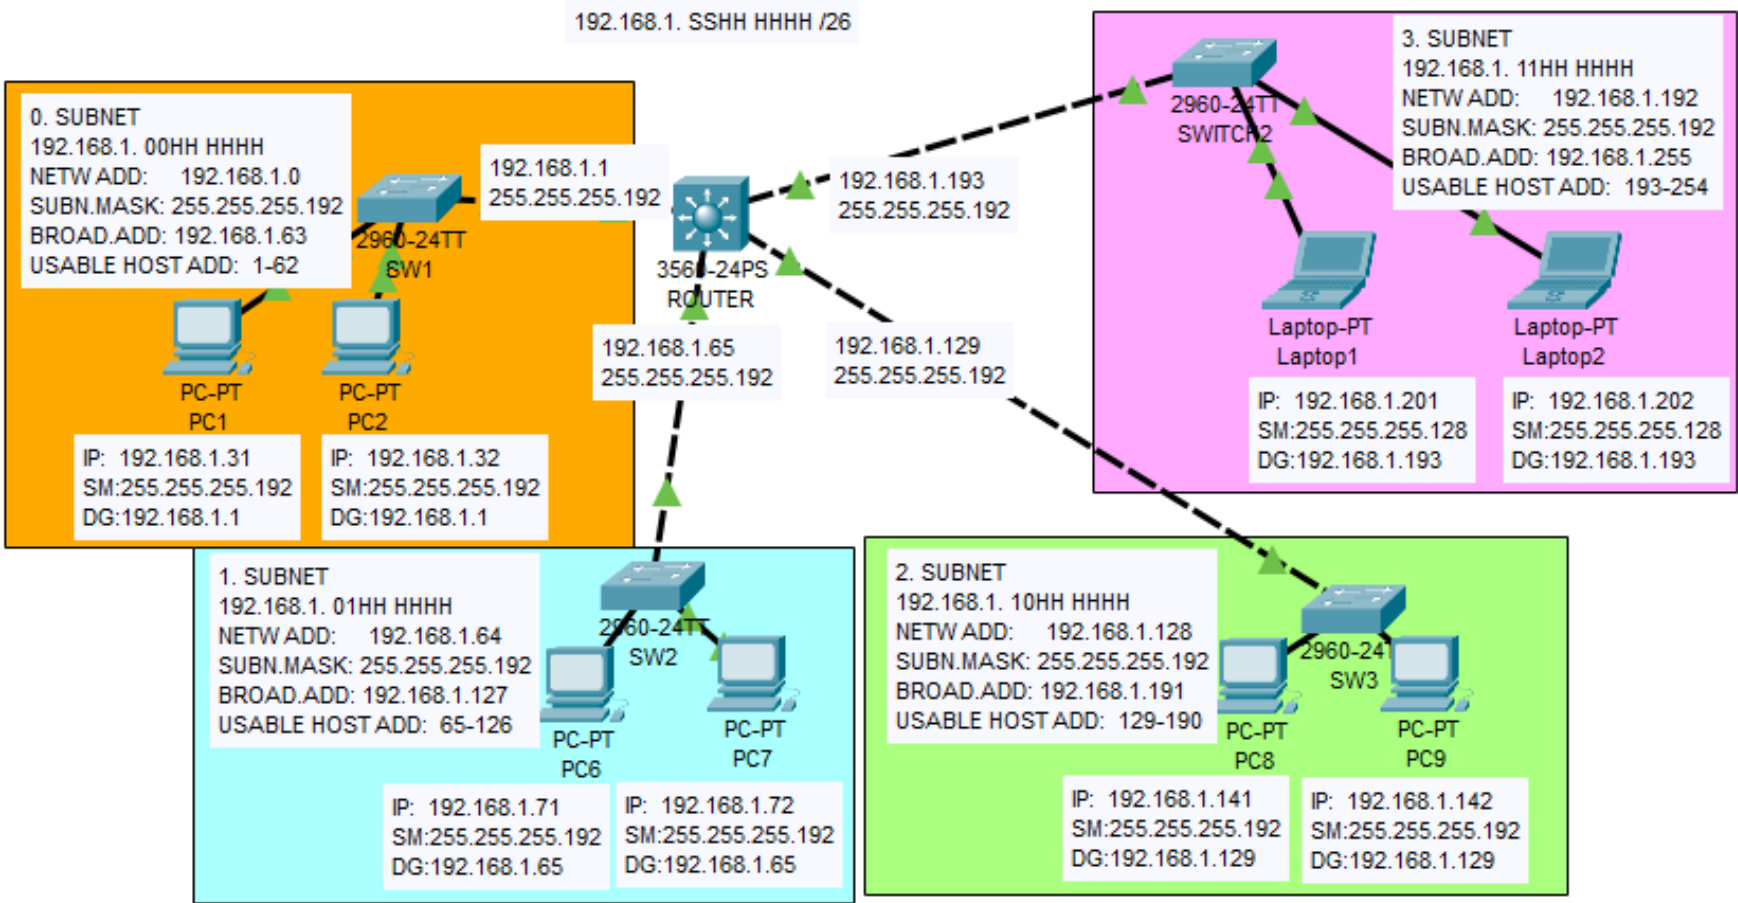 192.168.1. SSHH HHHH /26
0. SUBNET
192.168.1. 00HH HHHH
NETW ADD: 192.168.1.0
SUBN.MASK: 255.255.255.192
BROAD.ADD: 192.168.1.63
USABLE HOST ADD: 1-62
2960-24TT
SW1
PC-PT
PC1
PC-PT
PC2
IP: 192.168.1.31
SM:255.255.255.192
DG:192.168.1.1
IP: 192.168.1.32
SM:255.255.255.192
DG:192.168.1.1
192.168.1.1
255.255.255.192
3560-24PS
ROUTER
192.168.1.193
255.255.255.192
192.168.1.65
255.255.255.192
192.168.1.129
255.255.255.192
2960-24TT
SWITCH2
3. SUBNET
192.168.1. 11HH HHHH
NETW ADD: 192.168.1.192
SUBN.MASK: 255.255.255.192
BROAD.ADD: 192.168.1.255
USABLE HOST ADD: 193-254
Laptop-PT
Laptop1
Laptop-PT
Laptop2
IP: 192.168.1.201
SM:255.255.255.128
DG:192.168.1.193
IP: 192.168.1.202
SM:255.255.255.128
DG:192.168.1.193
1. SUBNET
192.168.1. 01HH HHHH
NETW ADD: 192.168.1.64
SUBN.MASK: 255.255.255.192
BROAD.ADD: 192.168.1.127
USABLE HOST ADD: 65-126
2960-24TT
SW2
PC-PT
PC6
PC-PT
PC7
IP: 192.168.1.71
SM:255.255.255.192
DG:192.168.1.65
IP: 192.168.1.72
SM:255.255.255.192
DG:192.168.1.65
2. SUBNET
192.168.1. 10HH HHHH
NETW ADD: 192.168.1.128
SUBN.MASK: 255.255.255.192
BROAD.ADD: 192.168.1.191
USABLE HOST ADD: 129-190
2960-24T
SW3
PC-PT
PC8
PC-PT
PC9
IP: 192.168.1.141
SM:255.255.255.192
DG:192.168.1.129
IP: 192.168.1.142
SM:255.255.255.192
DG:192.168.1.129